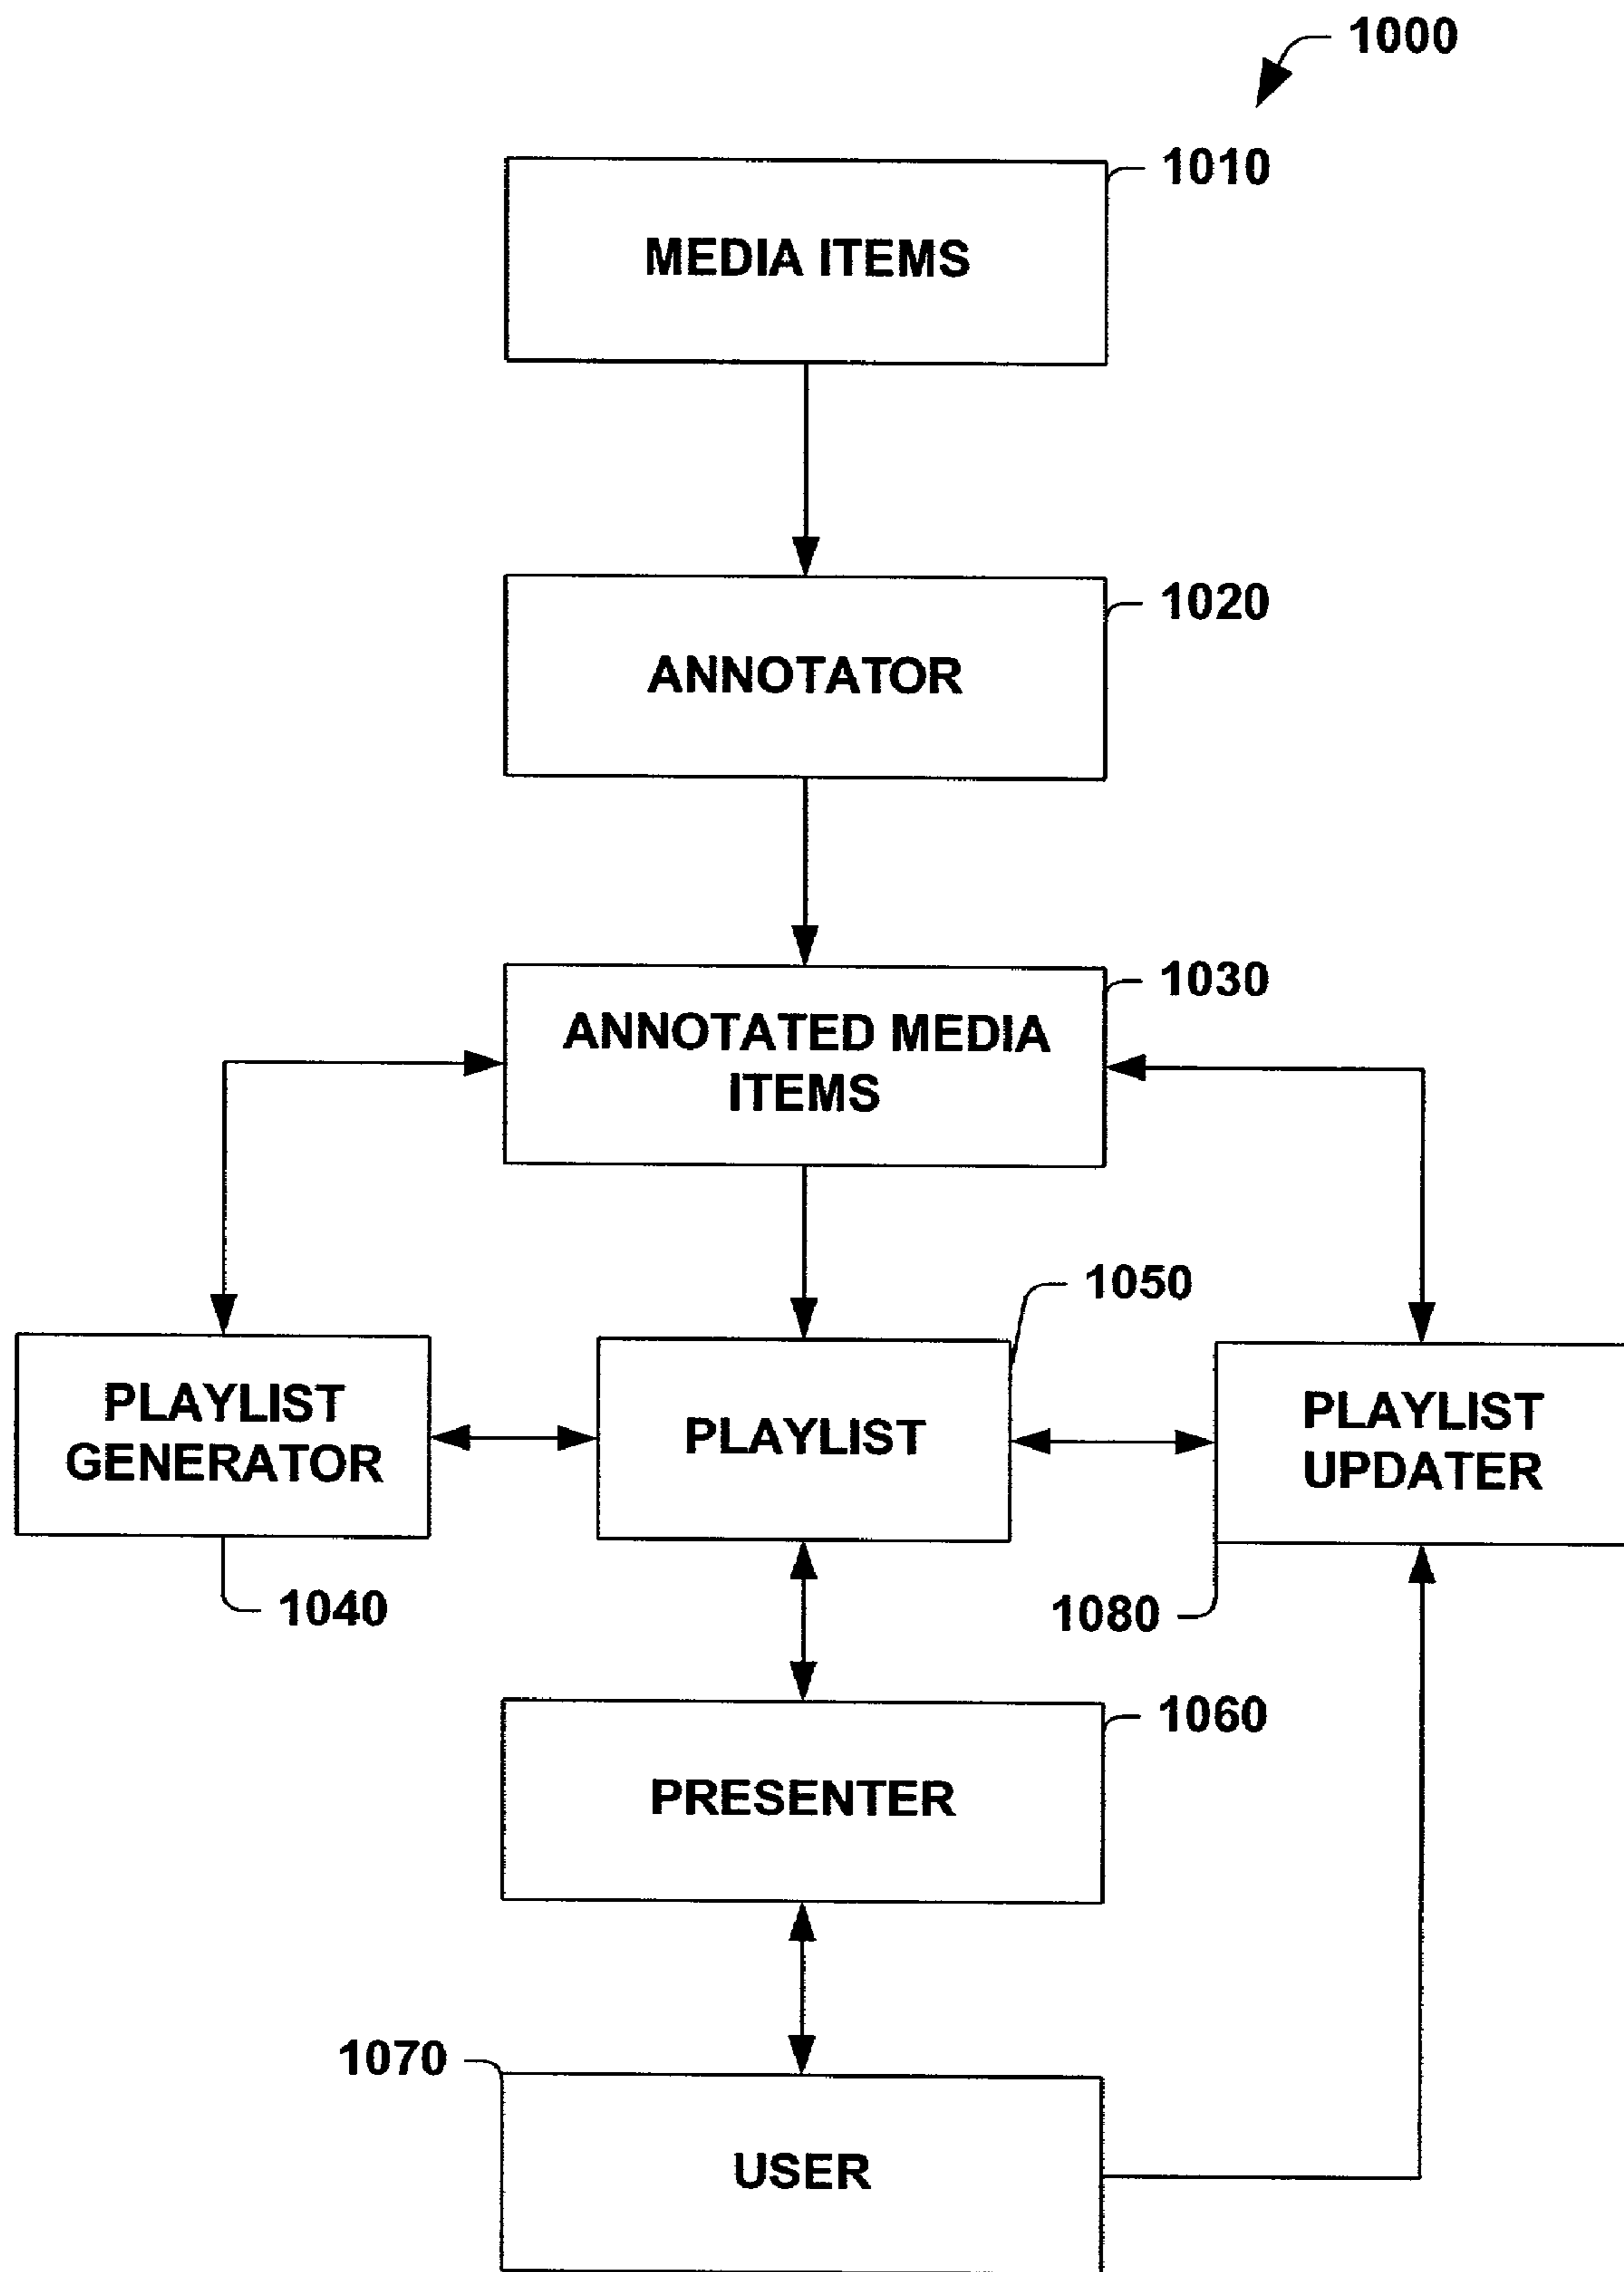 1000
1010
MEDIA ITEMS
1020
ANNOTATOR
1030
ANNOTATED MEDIA
ITEMS
1050
PLAYLIST
GENERATOR
PLAYLIST
PLAYLIST
UPDATER
1040
1080
1060
PRESENTER
1070
USER